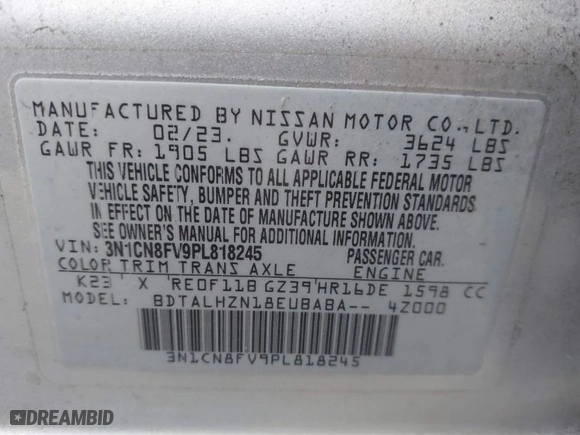 MANUFACTURED BY NISSAN MOTOR CO.,LTD.
DATE: 02/23. GVWR: 3624 LBS
GAWR FR: 1905 LBS GAWR RR: 1735 LBS
THIS VEHICLE CONFORMS TO ALL APPLICABLE FEDERAL MOTOR
VEHICLE SAFETY, BUMPER AND THEFT PREVENTION STANDARDS
IN EFFECT ON THE DATE OF MANUFACTURE SHOWN ABOVE.
SEE OWNER'S MANUAL FOR ADDITIONAL INFORMATION.
VIN: 3N1CN8FV9PL818245 PASSENGER CAR.
COLOR TRIM TRANS AXLE ENGINE
K23 X RE0F11B GZ39 HR16DE 1598 CC
MODEL: BDTALHZN18EUBABA-- 4Z000
3N1CN8FV9PL818245
DREAMBID